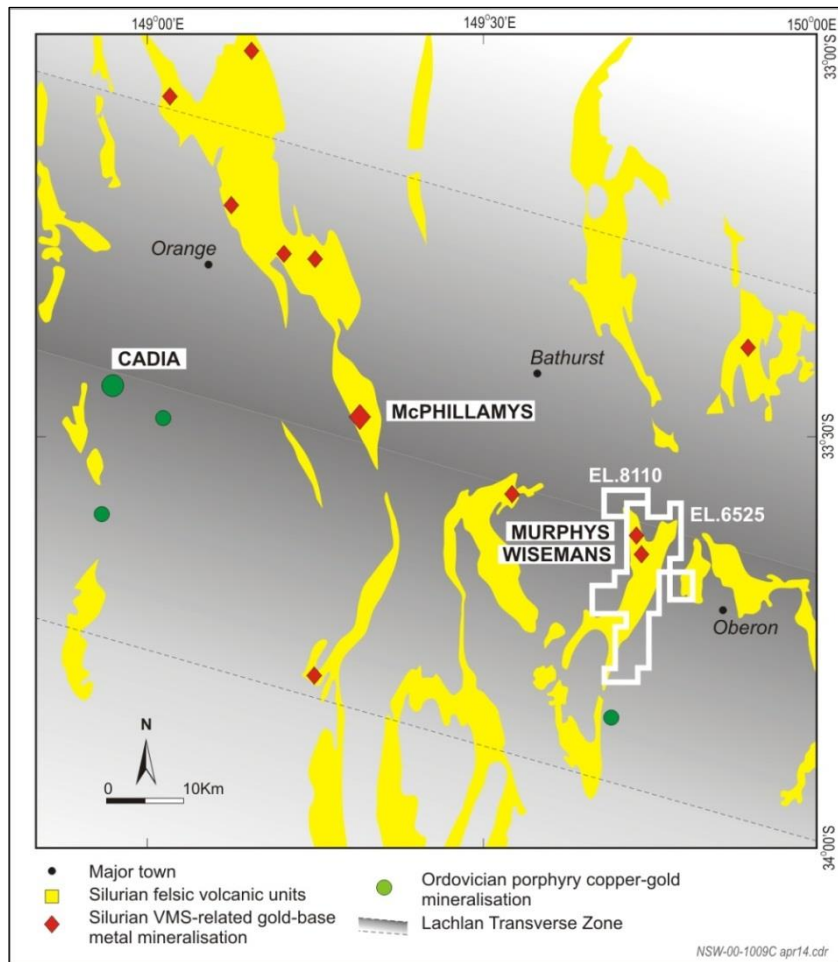 149°00'E
149°30'E
150°00'E
33°00'S
Orange
CADIA
Bathurst
McPHILLAMYS
33°30'S
EL.8110
EL.6525
MURPHYS
WISEMANS
Oberon
N
0 10Km
34°00'S
Major town
Silurian felsic volcanic units
Silurian VMS-related gold-base
metal mineralisation
Ordovician porphyry copper-gold
mineralisation
Lachlan Transverse Zone
NSW-00-1009C apr14.cdr